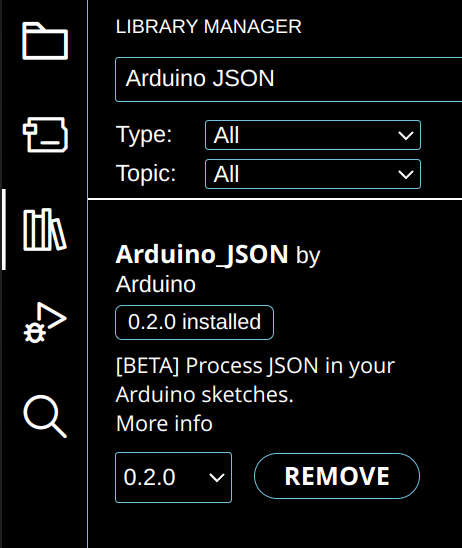 LIBRARY MANAGER
Arduino JSON
Type: All
Topic: All
Arduino_JSON by
Arduino
0.2.0 installed
[BETA] Process JSON in your
Arduino sketches.
More info
0.2.0 REMOVE